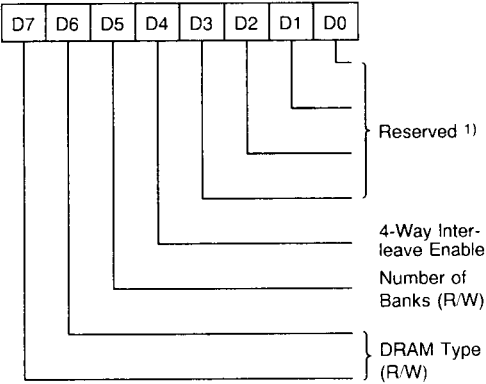 D7 D6 D5 D4 D3 D2 D1 D0
Reserved 1)
4-Way Inter-
leave Enable
Number of
Banks (R/W)
DRAM Type
(R/W)